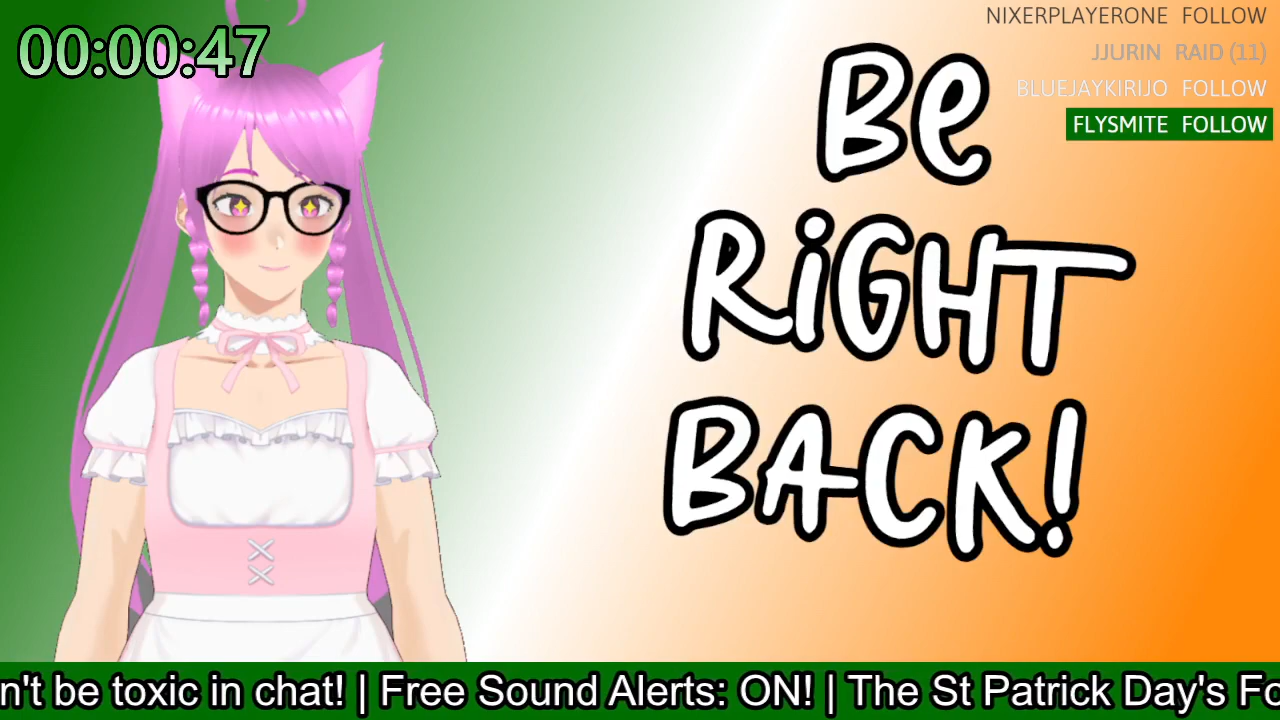 00:00:47
NIXERPLAYERONE FOLLOW
JJURIN RAID (11)
BLUEJAYKIRIJO FOLLOW
FLYSMITE FOLLOW
Be
RiGHT
BACK!
n't be toxic in chat! | Free Sound Alerts: ON! | The St Patrick Day's Fo